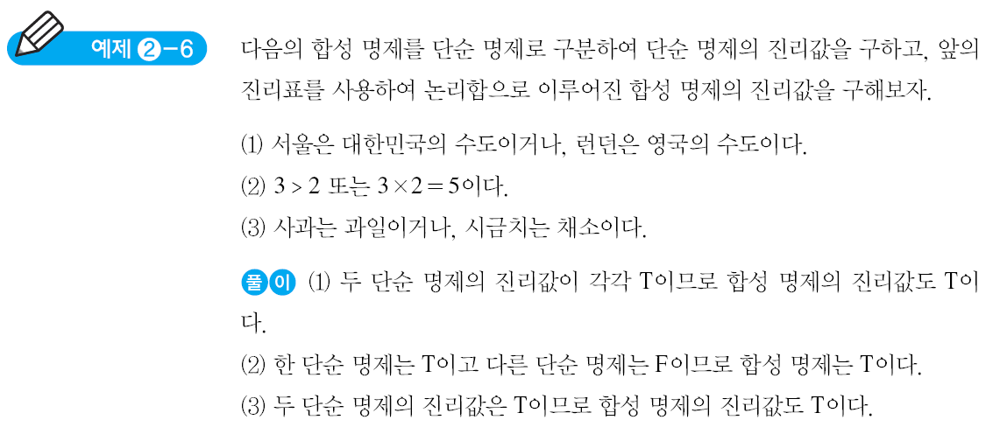 예제 ❷-6
다음의 합성 명제를 단순 명제로 구분하여 단순 명제의 진리값을 구하고, 앞의
진리표를 사용하여 논리합으로 이루어진 합성 명제의 진리값을 구해보자.
(1) 서울은 대한민국의 수도이거나, 런던은 영국의 수도이다.
(2) 3 > 2 또는 3×2=5이다.
(3) 사과는 과일이거나, 시금치는 채소이다.
풀이 (1) 두 단순 명제의 진리값이 각각 T이므로 합성 명제의 진리값도 T이
다.
(2) 한 단순 명제는 T이고 다른 단순 명제는 F이므로 합성 명제는 T이다.
(3) 두 단순 명제의 진리값은 T이므로 합성 명제의 진리값도 T이다.